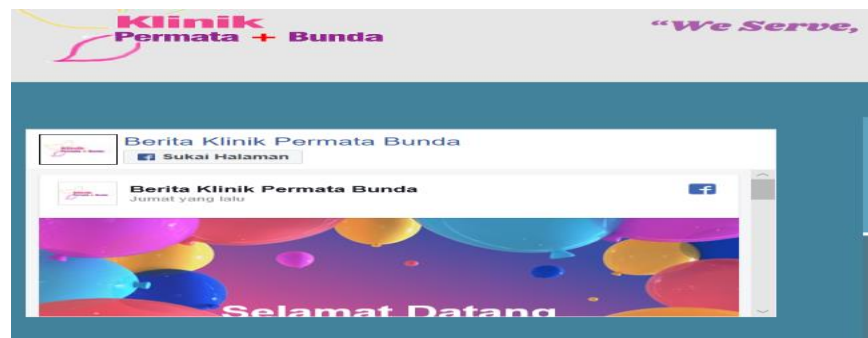 Klinik
Permata + Bunda
"We Serve,
Berita Klinik Permata Bunda
Sukai Halaman
Berita Klinik Permata Bunda
Jumat yang lalu
Selamat Datang